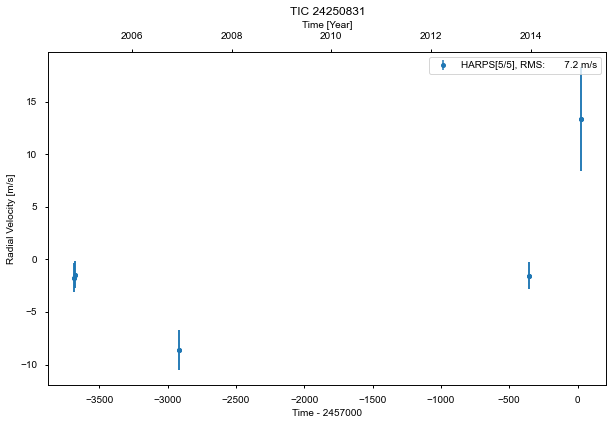 TIC 24250831
Time [Year]
2006 2008 2010 2012 2014
HARPS[5/5], RMS: 7.2 m/s
Radial Velocity [m/s]
15
10
5
0
−5
−10
−3500 −3000 −2500 −2000 −1500 −1000 −500 0
Time - 2457000